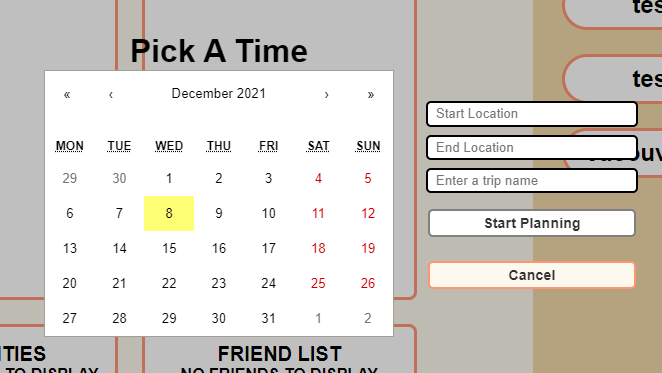 Pick A Time
« ‹ December 2021 › »
MON TUE WED THU FRI SAT SUN
29 30 1 2 3 4 5
6 7 8 9 10 11 12
13 14 15 16 17 18 19
20 21 22 23 24 25 26
27 28 29 30 31 1 2
Start Location
End Location
Enter a trip name
Start Planning
Cancel
tes
tes
ITIES
TO DISPLAY
FRIEND LIST
NO FRIENDS TO DISPLAY